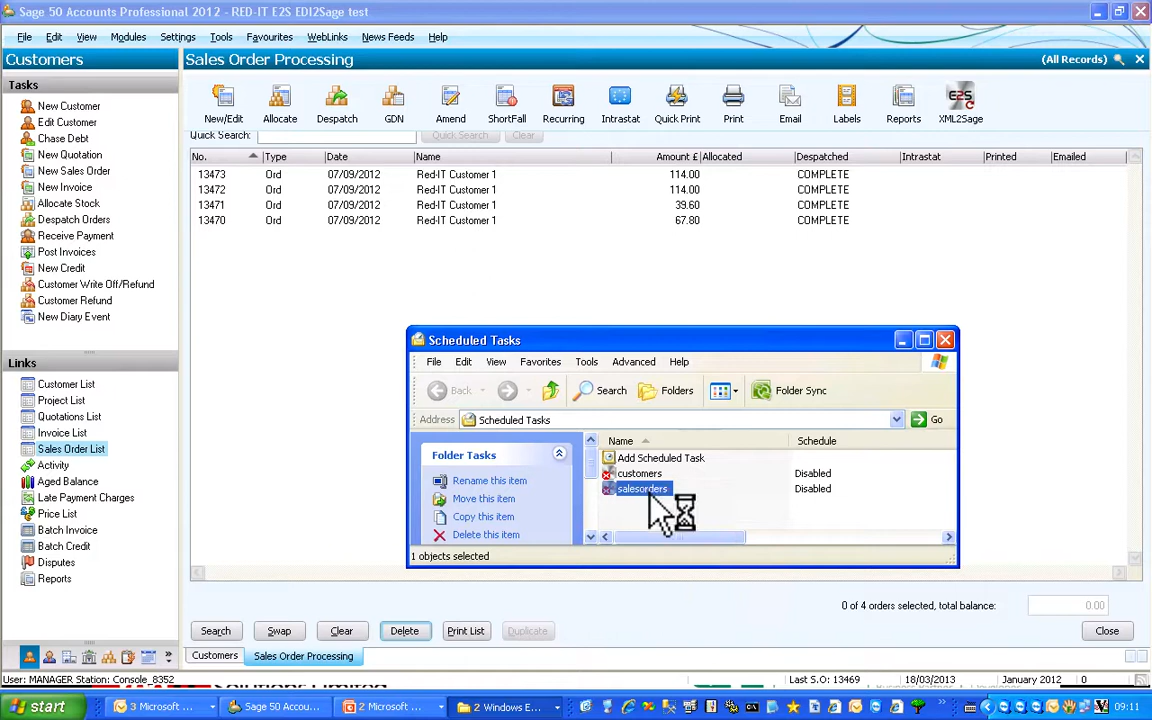 Sage 50 Accounts Professional 2012 - RED-IT E2S EDI2Sage test
File Edit View Modules Settings Tools Favourites WebLinks News Feeds Help
Customers
Sales Order Processing
(All Records)
Tasks
New Customer
Edit Customer
Chase Debt
New Quotation
New Sales Order
New Invoice
Allocate Stock
Despatch Orders
Receive Payment
Post Invoices
New Credit
Customer Write Off/Refund
Customer Refund
New Diary Event
Links
Customer List
Project List
Quotations List
Invoice List
Sales Order List
Activity
Aged Balance
Late Payment Charges
Price List
Batch Invoice
Batch Credit
Disputes
Reports
E2S
New/Edit Allocate Despatch GDN Amend ShortFall Recurring Intrastat Quick Print Print Email Labels Reports XML2Sage
Quick Search: Quick Search Clear
No. Type Date Name Amount £ Allocated Despatched Intrastat Printed Emailed
13473 Ord 07/09/2012 Red-IT Customer 1 114.00 COMPLETE
13472 Ord 07/09/2012 Red-IT Customer 1 114.00 COMPLETE
13471 Ord 07/09/2012 Red-IT Customer 1 39.60 COMPLETE
13470 Ord 07/09/2012 Red-IT Customer 1 67.80 COMPLETE
Scheduled Tasks
File Edit View Favorites Tools Advanced Help
Back Search Folders Folder Sync
Address Scheduled Tasks Go
Folder Tasks
Rename this item
Move this item
Copy this item
Delete this item
Name Schedule
Add Scheduled Task
customers Disabled
salesorders Disabled
1 objects selected
0 of 4 orders selected, total balance: 0.00
Search Swap Clear Delete Print List Duplicate Close
Customers Sales Order Processing
User: MANAGER Station: Console_8352 Last S.O: 13469 18/03/2013 January 2012 0
start 3 Microsoft ... Sage 50 Accou... 2 Microsoft ... 2 Windows E... 09:11